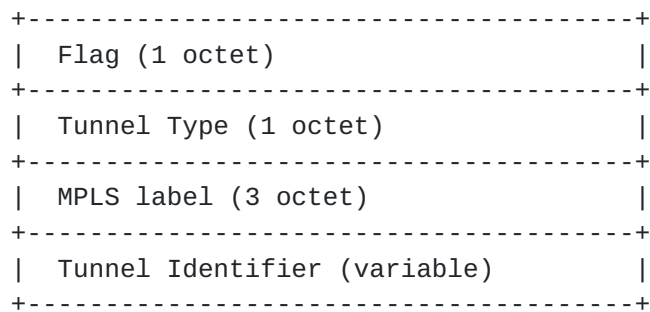 +---------------------------------------+
|  Flag (1 octet)                       |
+---------------------------------------+
|  Tunnel Type (1 octet)                |
+---------------------------------------+
|  MPLS label (3 octet)                 |
+---------------------------------------+
|  Tunnel Identifier (variable)         |
+---------------------------------------+